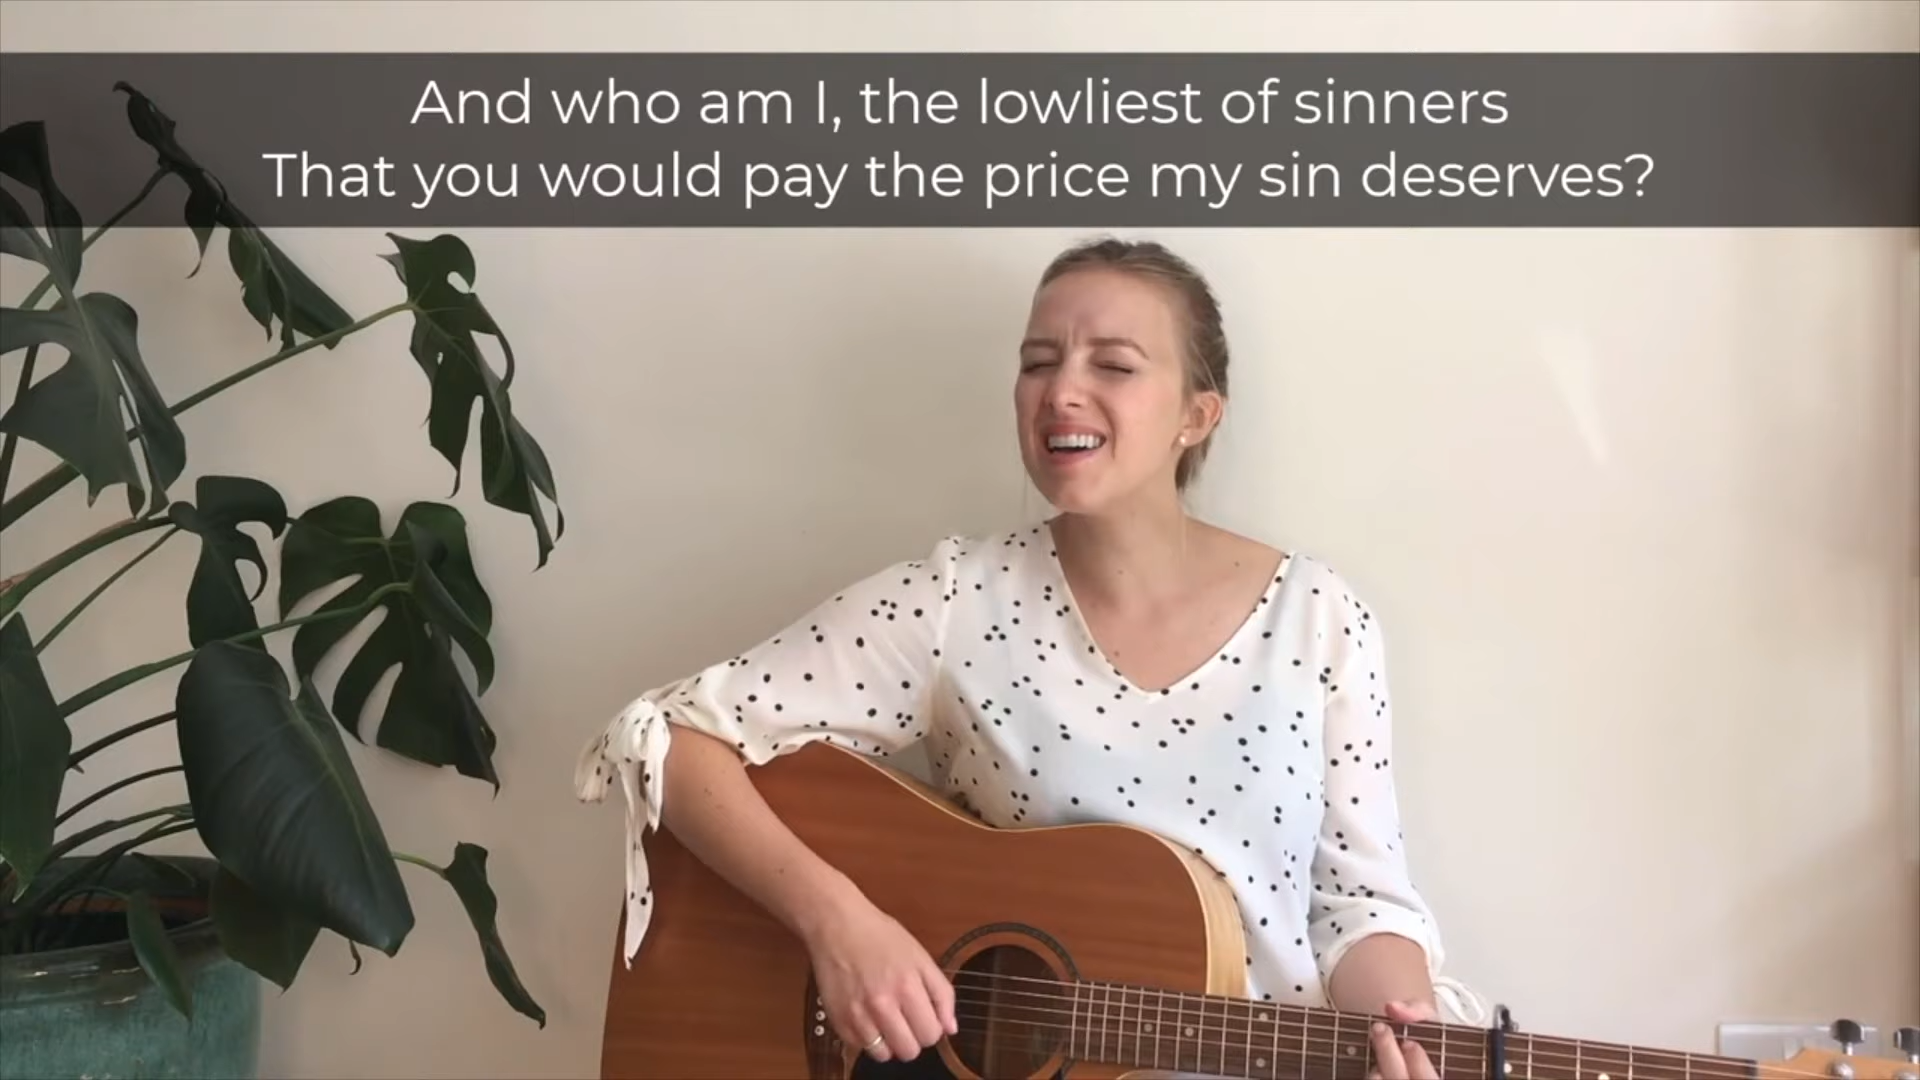 And who am I, the lowliest of sinners
That you would pay the price my sin deserves?